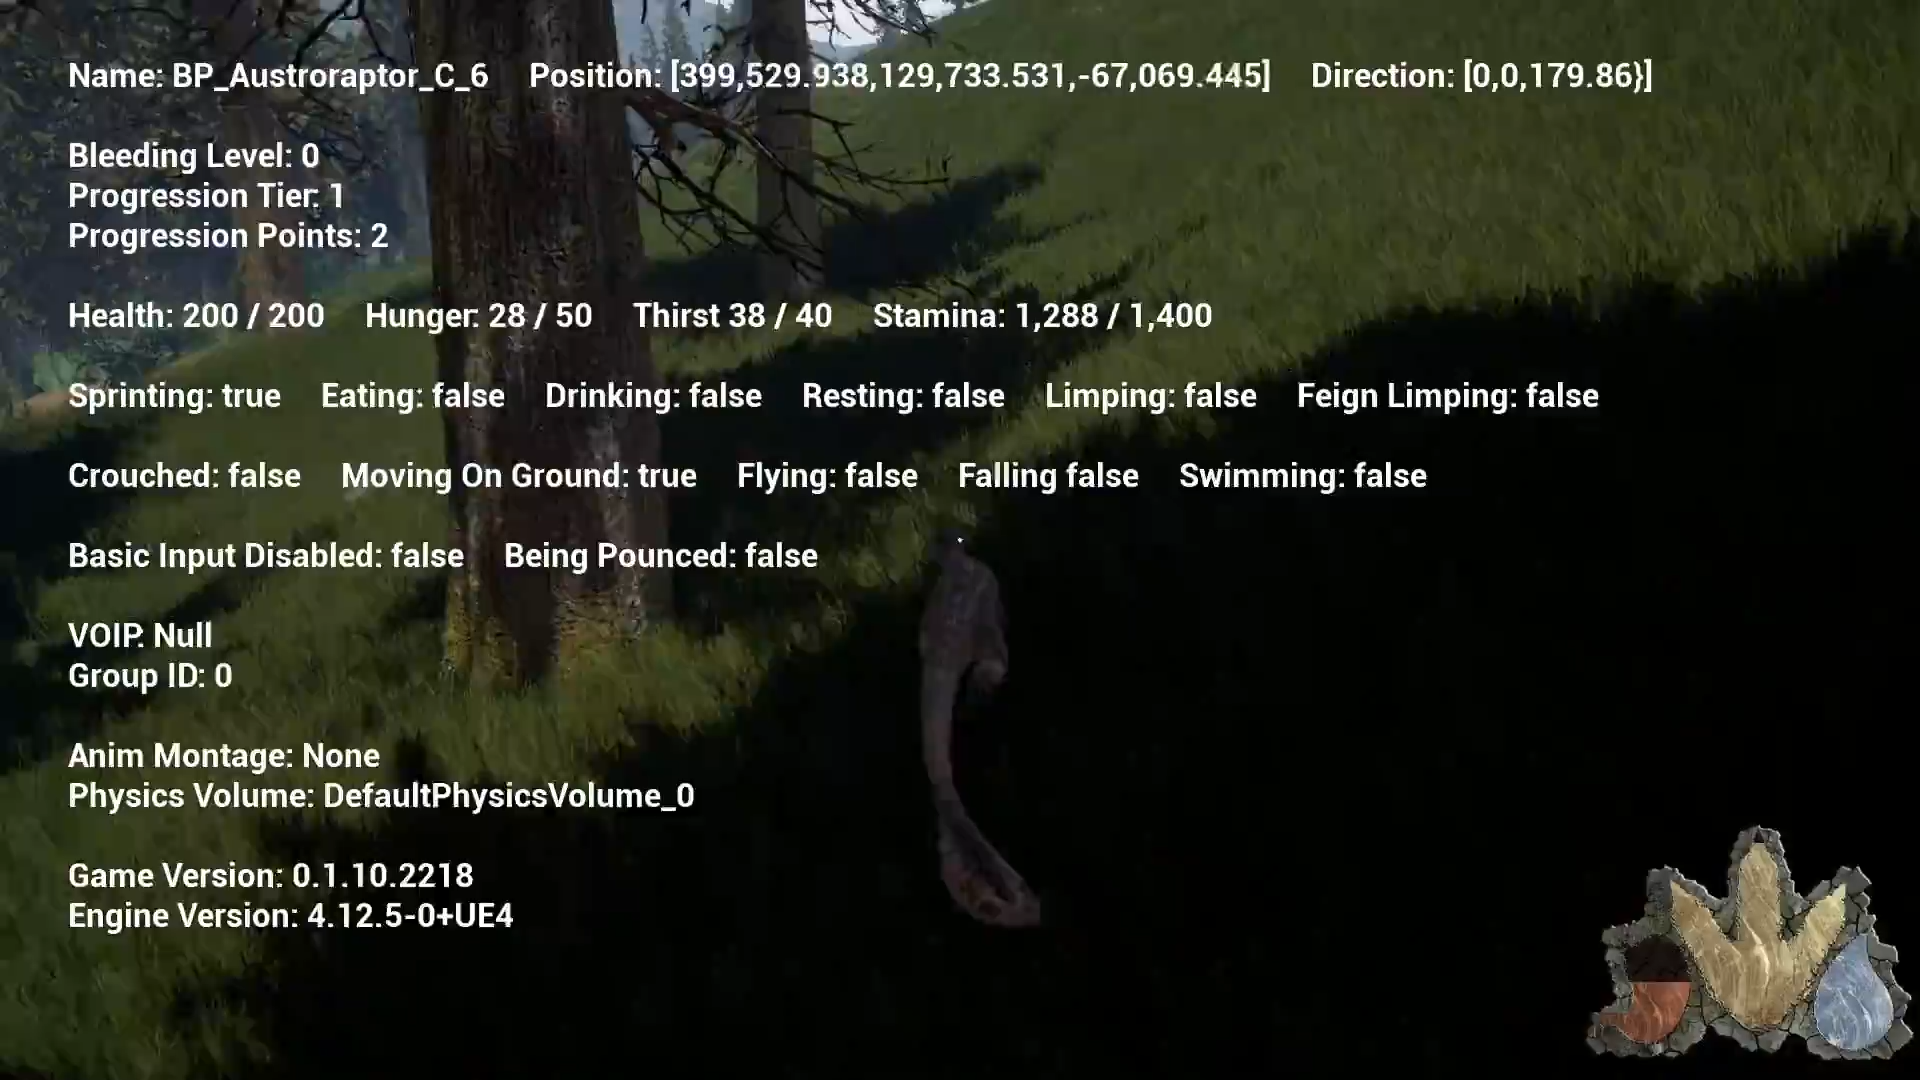 Name: BP_Austroraptor_C_6 Position: [399,529.938,129,733.531,-67,069.445] Direction: [0,0,179.86}]
Bleeding Level: 0
Progression Tier: 1
Progression Points: 2
Health: 200 / 200 Hunger: 28 / 50 Thirst 38 / 40 Stamina: 1,288 / 1,400
Sprinting: true Eating: false Drinking: false Resting: false Limping: false Feign Limping: false
Crouched: false Moving On Ground: true Flying: false Falling false Swimming: false
Basic Input Disabled: false Being Pounced: false
VOIP: Null
Group ID: 0
Anim Montage: None
Physics Volume: DefaultPhysicsVolume_0
Game Version: 0.1.10.2218
Engine Version: 4.12.5-0+UE4